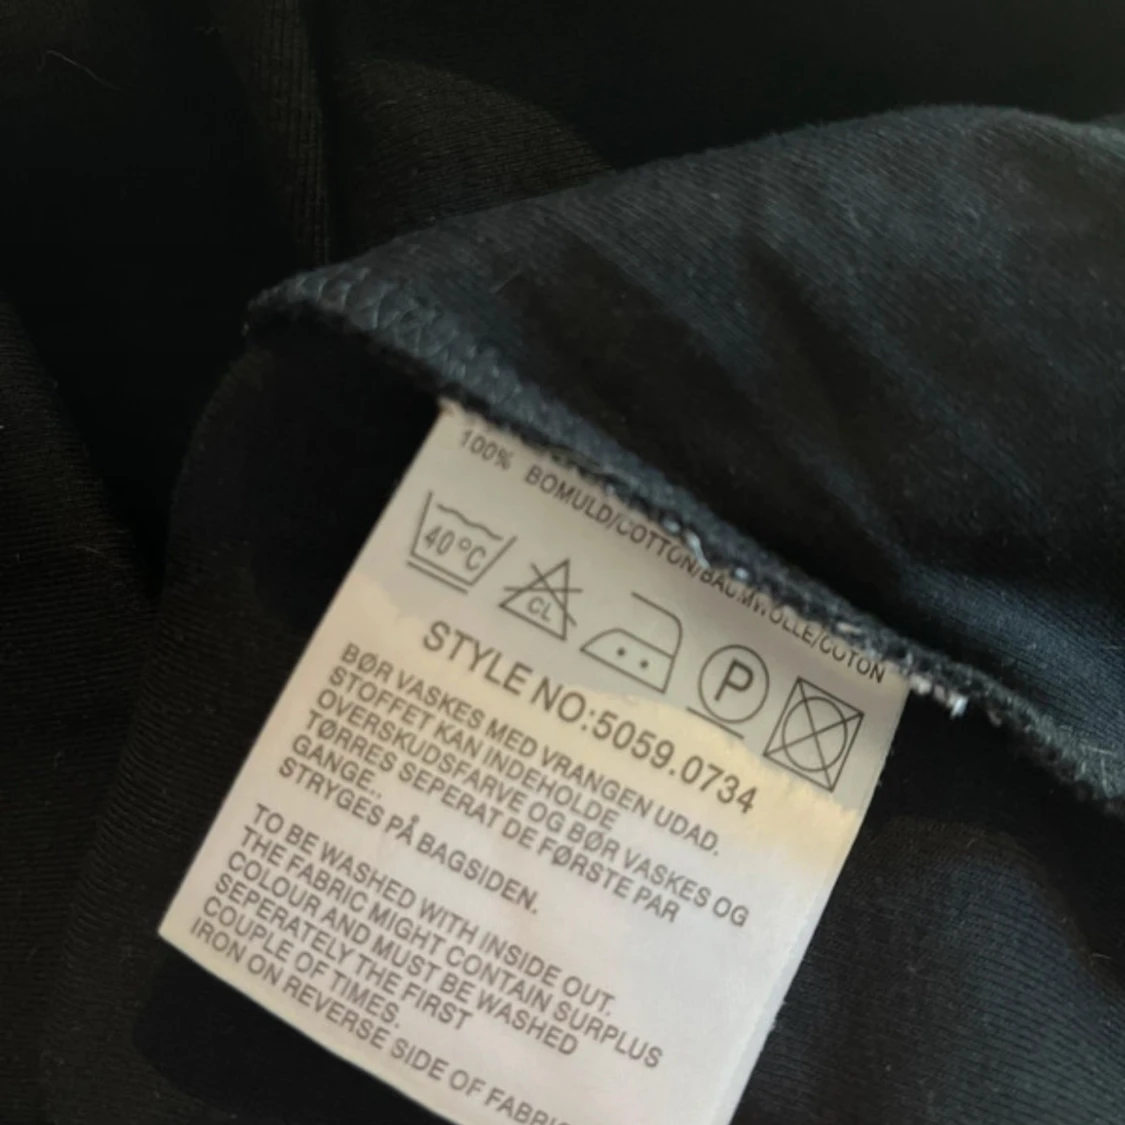 100% BOMULD/COTTON/BAUMWOLLE/COTON
40°C CL P
STYLE NO:5059.0734
BØR VASKES MED VRANGEN UDAD.
STOFFET KAN INDEHOLDE
OVERSKUDSFARVE OG BØR VASKES OG
TØRRES SEPERAT DE FØRSTE PAR
GANGE..
STRYGES PÅ BAGSIDEN.
TO BE WASHED WITH INSIDE OUT.
THE FABRIC MIGHT CONTAIN SURPLUS
COLOUR AND MUST BE WASHED
SEPERATELY THE FIRST
COUPLE OF TIMES.
IRON ON REVERSE SIDE OF FABRIC